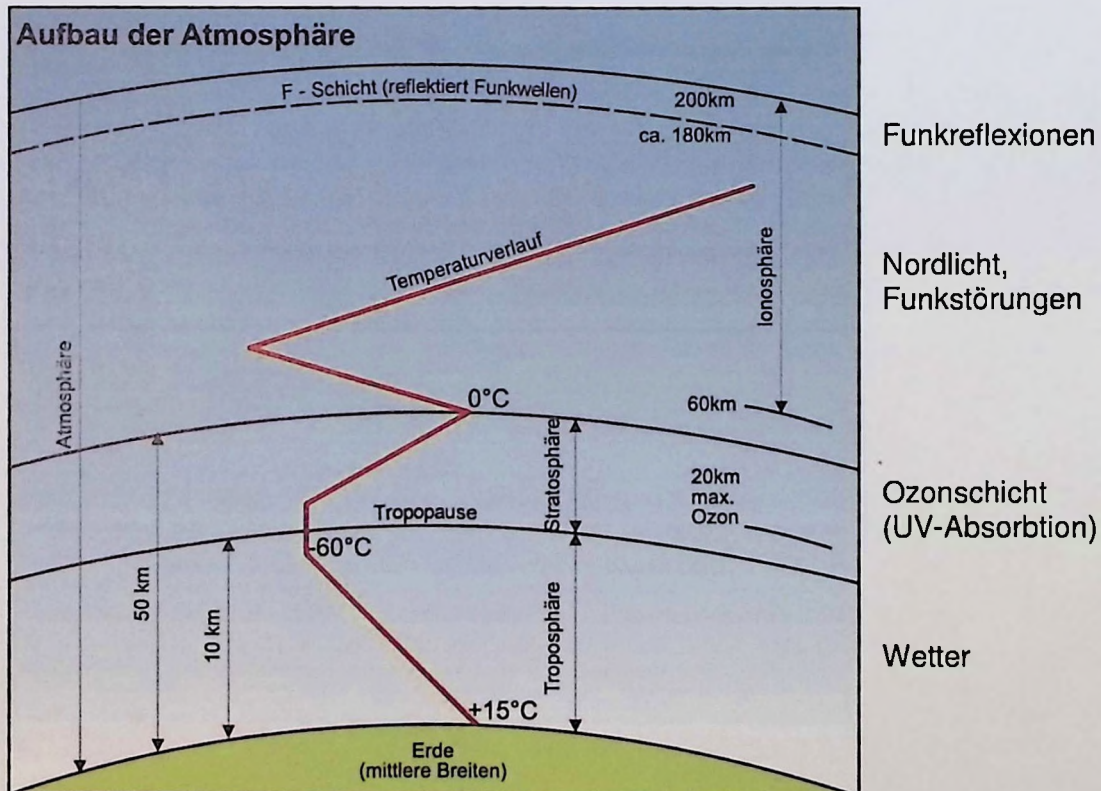 Aufbau der Atmosphäre
F - Schicht (reflektiert Funkwellen)
200km
ca. 180km
Funkreflexionen
Temperaturverlauf
Ionosphäre
Nordlicht,
Funkstörungen
Atmosphäre
0°C
60km
Stratosphäre
20km
max.
Ozon
Ozonschicht
(UV-Absorbtion)
Tropopause
-60°C
50 km
10 km
Troposphäre
Wetter
+15°C
Erde
(mittlere Breiten)